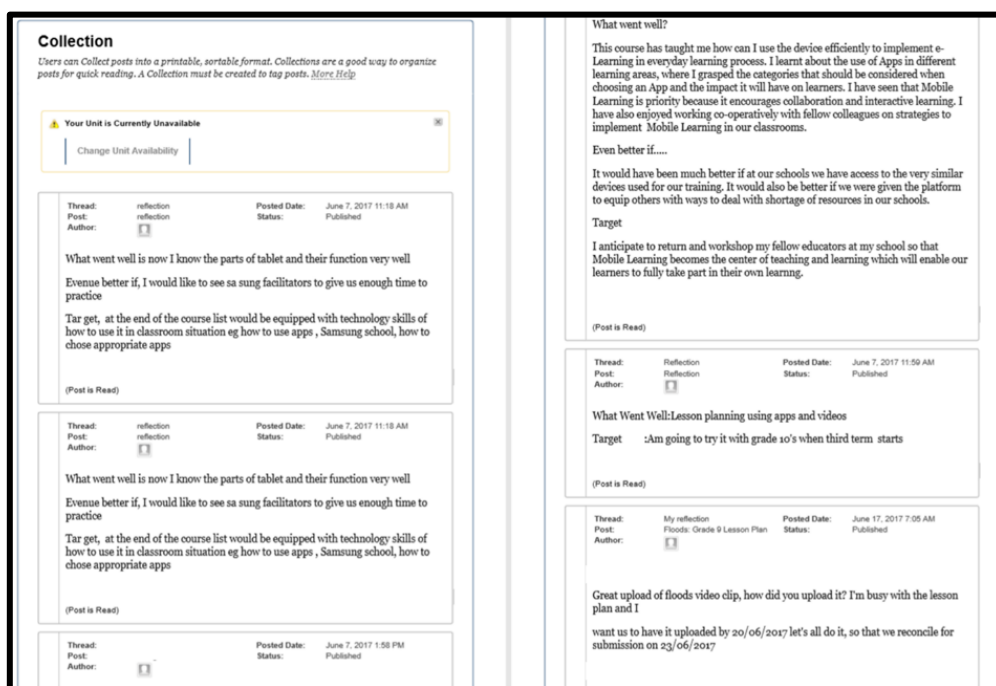 Collection
Users can Collect posts into a printable, sortable format. Collections are a good way to organize
posts for quick reading. A Collection must be created to tag posts. More Help
Your Unit is Currently Unavailable
Change Unit Availability
Thread: reflection Posted Date: June 7, 2017 11:18 AM
Post: reflection Status: Published
Author:
What went well is now I know the parts of tablet and their function very well
Evenue better if, I would like to see sa sung facilitators to give us enough time to
practice
Tar get, at the end of the course list would be equipped with technology skills of
how to use it in classroom situation eg how to use apps , Samsung school, how to
chose appropriate apps
(Post is Read)
Thread: reflection Posted Date: June 7, 2017 11:18 AM
Post: reflection Status: Published
Author:
What went well is now I know the parts of tablet and their function very well
Evenue better if, I would like to see sa sung facilitators to give us enough time to
practice
Tar get, at the end of the course list would be equipped with technology skills of
how to use it in classroom situation eg how to use apps , Samsung school, how to
chose appropriate apps
(Post is Read)
Thread: Posted Date: June 7, 2017 1:58 PM
Post: Status: Published
Author:
What went well?
This course has taught me how can I use the device efficiently to implement e-
Learning in everyday learning process. I learnt about the use of Apps in different
learning areas, where I grasped the categories that should be considered when
choosing an App and the impact it will have on learners. I have seen that Mobile
Learning is priority because it encourages collaboration and interactive learning. I
have also enjoyed working co-operatively with fellow colleagues on strategies to
implement Mobile Learning in our classrooms.
Even better if.....
It would have been much better if at our schools we have access to the very similar
devices used for our training. It would also be better if we were given the platform
to equip others with ways to deal with shortage of resources in our schools.
Target
I anticipate to return and workshop my fellow educators at my school so that
Mobile Learning becomes the center of teaching and learning which will enable our
learners to fully take part in their own learnng.
(Post is Read)
Thread: Reflection Posted Date: June 7, 2017 11:59 AM
Post: Reflection Status: Published
Author:
What Went Well:Lesson planning using apps and videos
Target :Am going to try it with grade 10's when third term starts
(Post is Read)
Thread: My reflection Posted Date: June 17, 2017 7:05 AM
Post: Floods: Grade 9 Lesson Plan Status: Published
Author:
Great upload of floods video clip, how did you upload it? I'm busy with the lesson
plan and I
want us to have it uploaded by 20/06/2017 let's all do it, so that we reconcile for
submission on 23/06/2017